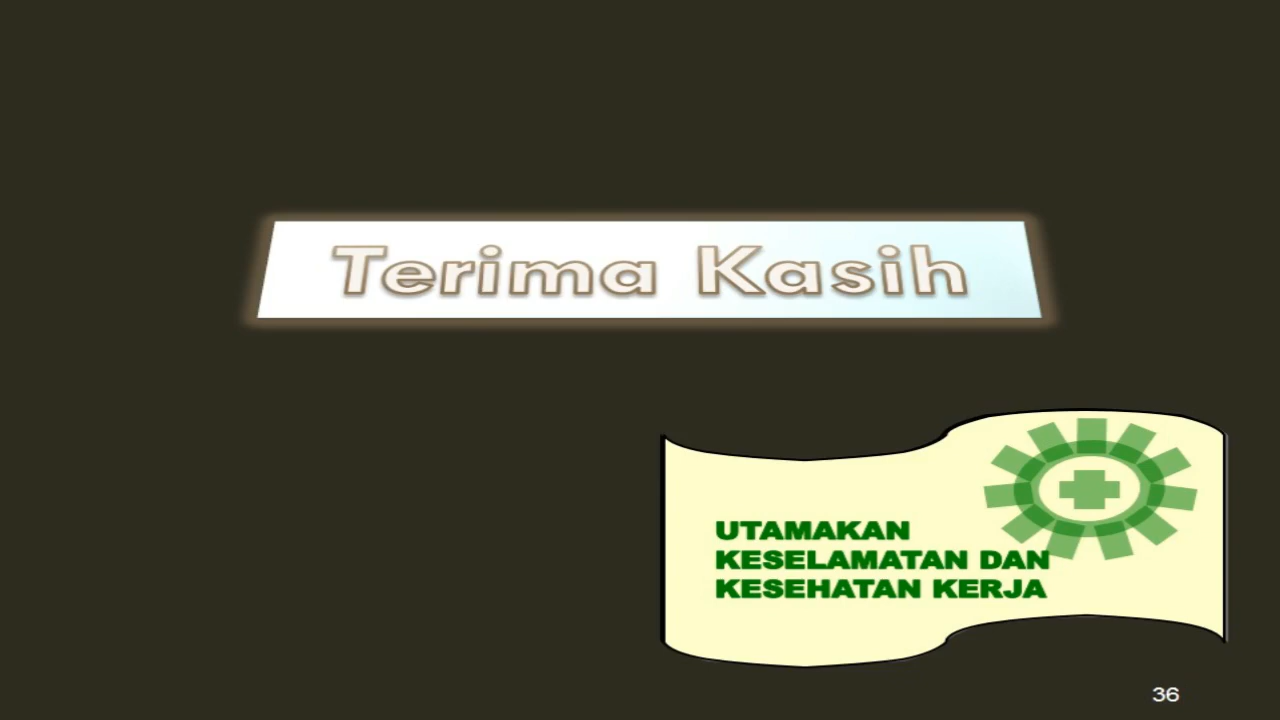 Terima Kasih
UTAMAKAN
KESELAMATAN DAN
KESEHATAN KERJA
36